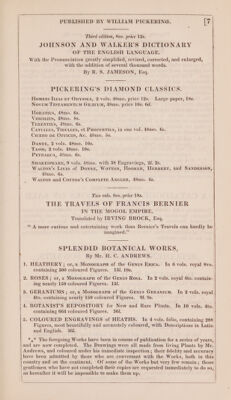 PUBLISHED BY WILLIAM PICKERING. [7
Third edition, 8vo. price 12s.
JOHNSON AND WALKER'S DICTIONARY
OF THE ENGLISH LANGUAGE,
With the Pronunciation greatly simplified, revised, corrected, and enlarged,
with the addition of several thousand words.
By R. S. JAMESON, Esq.
PICKERING'S DIAMOND CLASSICS.
HOMERI ILIAS ET ODYSSEA, 2 vols. 48mo. price 12s. Large paper, 18s.
NOVUM TESTAMENTUM GRÆCUM, 48mo. price 10s. 6d.
HORATIUS, 48mo. 6s.
VIRGILIUS, 48mo. 8s.
TERENTIUS, 48mo. 6s.
CATULLUS, TIBULLUS, ET PROPERTIUS, in one vol. 48mo. 6s.
CICERO DE OFFICIIS, &c. 48mo. 5s.
DANTE, 2 vols. 48mo. 10s.
TASSO, 2 vols. 48mo. 10s.
PETRARCA, 48mo. 6s.
SHAKESPEARE, 9 vols. 48mo. with 38 Engravings, 2l. 2s.
WALTON'S LIVES OF DONNE, WOTTON, HOOKER, HERBERT, AND SANDERSON,
48mo. 6s.
WALTON AND COTTON'S COMPLETE ANGLER, 48mo. 6s.
Two vols. 8vo. price 18s.
THE TRAVELS OF FRANCIS BERNIER
IN THE MOGOL EMPIRE,
Translated by IRVING BROCK, Esq.
"A more curious and entertaining work than Bernier's Travels can hardly be
imagined."
SPLENDID BOTANICAL WORKS,
By Mr. H. C. ANDREWS.
1. HEATHERY; or, a MONOGRAPH of the GENUS ERICA. In 6 vols. royal 8vo.
containing 300 coloured Figures. 13l. 10s.
2. ROSES; or, a MONOGRAPH of the GENUS ROSA. In 2 vols. royal 4to. containing
nearly 150 coloured Figures. 13l.
3. GERANIUMS; or, a MONOGRAPH of the GENUS GERANIUM. In 2 vols. royal
4to. containing nearly 150 coloured Figures. 9l. 9s.
4. BOTANIST'S REPOSITORY for New and Rare Plants. In 10 vols. 4to.
containing 664 coloured Figures. 36l.
5. COLOURED ENGRAVINGS OF HEATHS. In 4 vols. folio, containing 288
Figures, most beautifully and accurately coloured, with Descriptions in Latin
and English. 36l.
*** The foregoing Works have been in course of publication for a series of years,
and are now completed. The Drawings were all made from living Plants by Mr.
Andrews, and coloured under his immediate inspection; their fidelity and accuracy
have been admitted by those who are conversant with the Works, both in this
country and on the continent. Of some of the Works but very few remain; those
gentlemen who have not completed their copies are requested immediately to do so,
or hereafter it will be impossible to make them up.